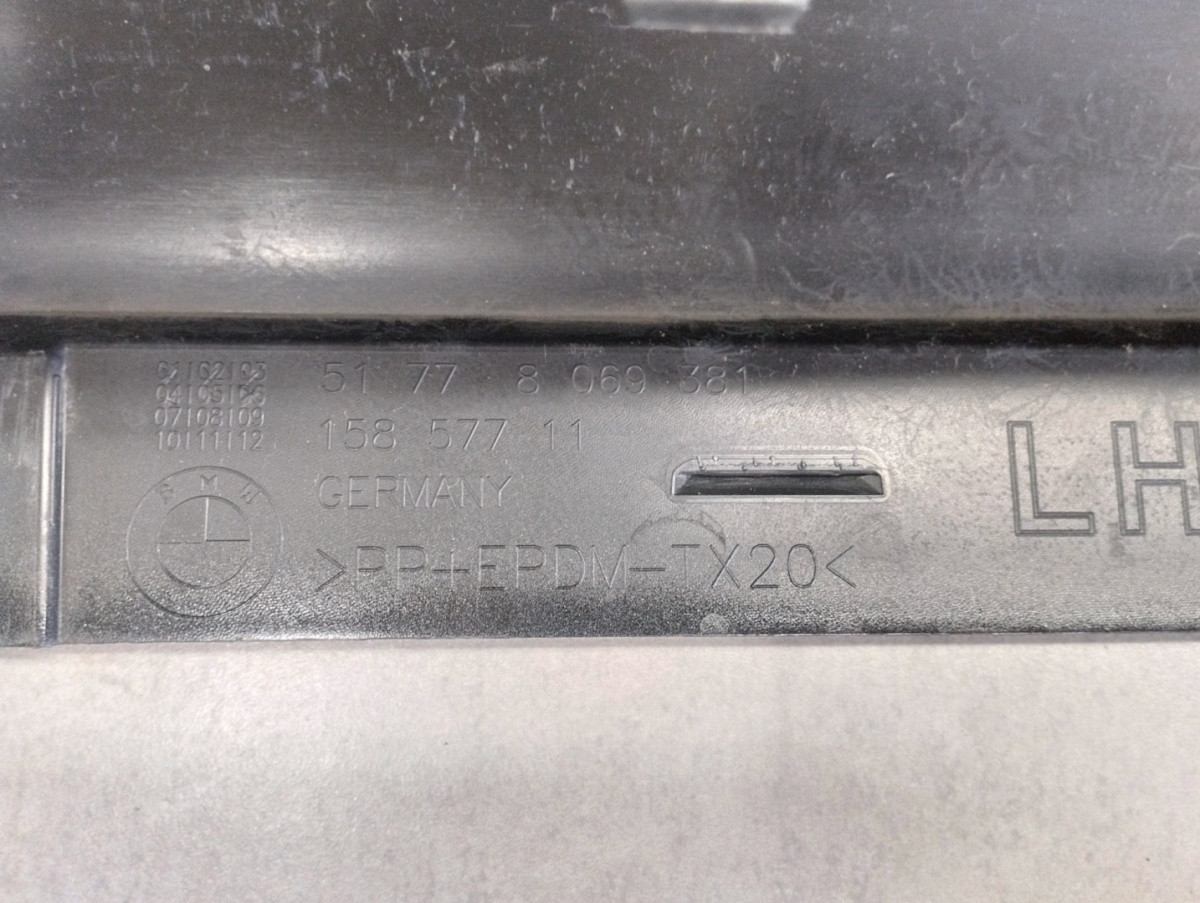 01|02|03
04|05|06
07|08|09
10|11|12
51 77 8 069 381
158 577 11
GERMANY
BMW
>PP+EPDM-TX20<
LH